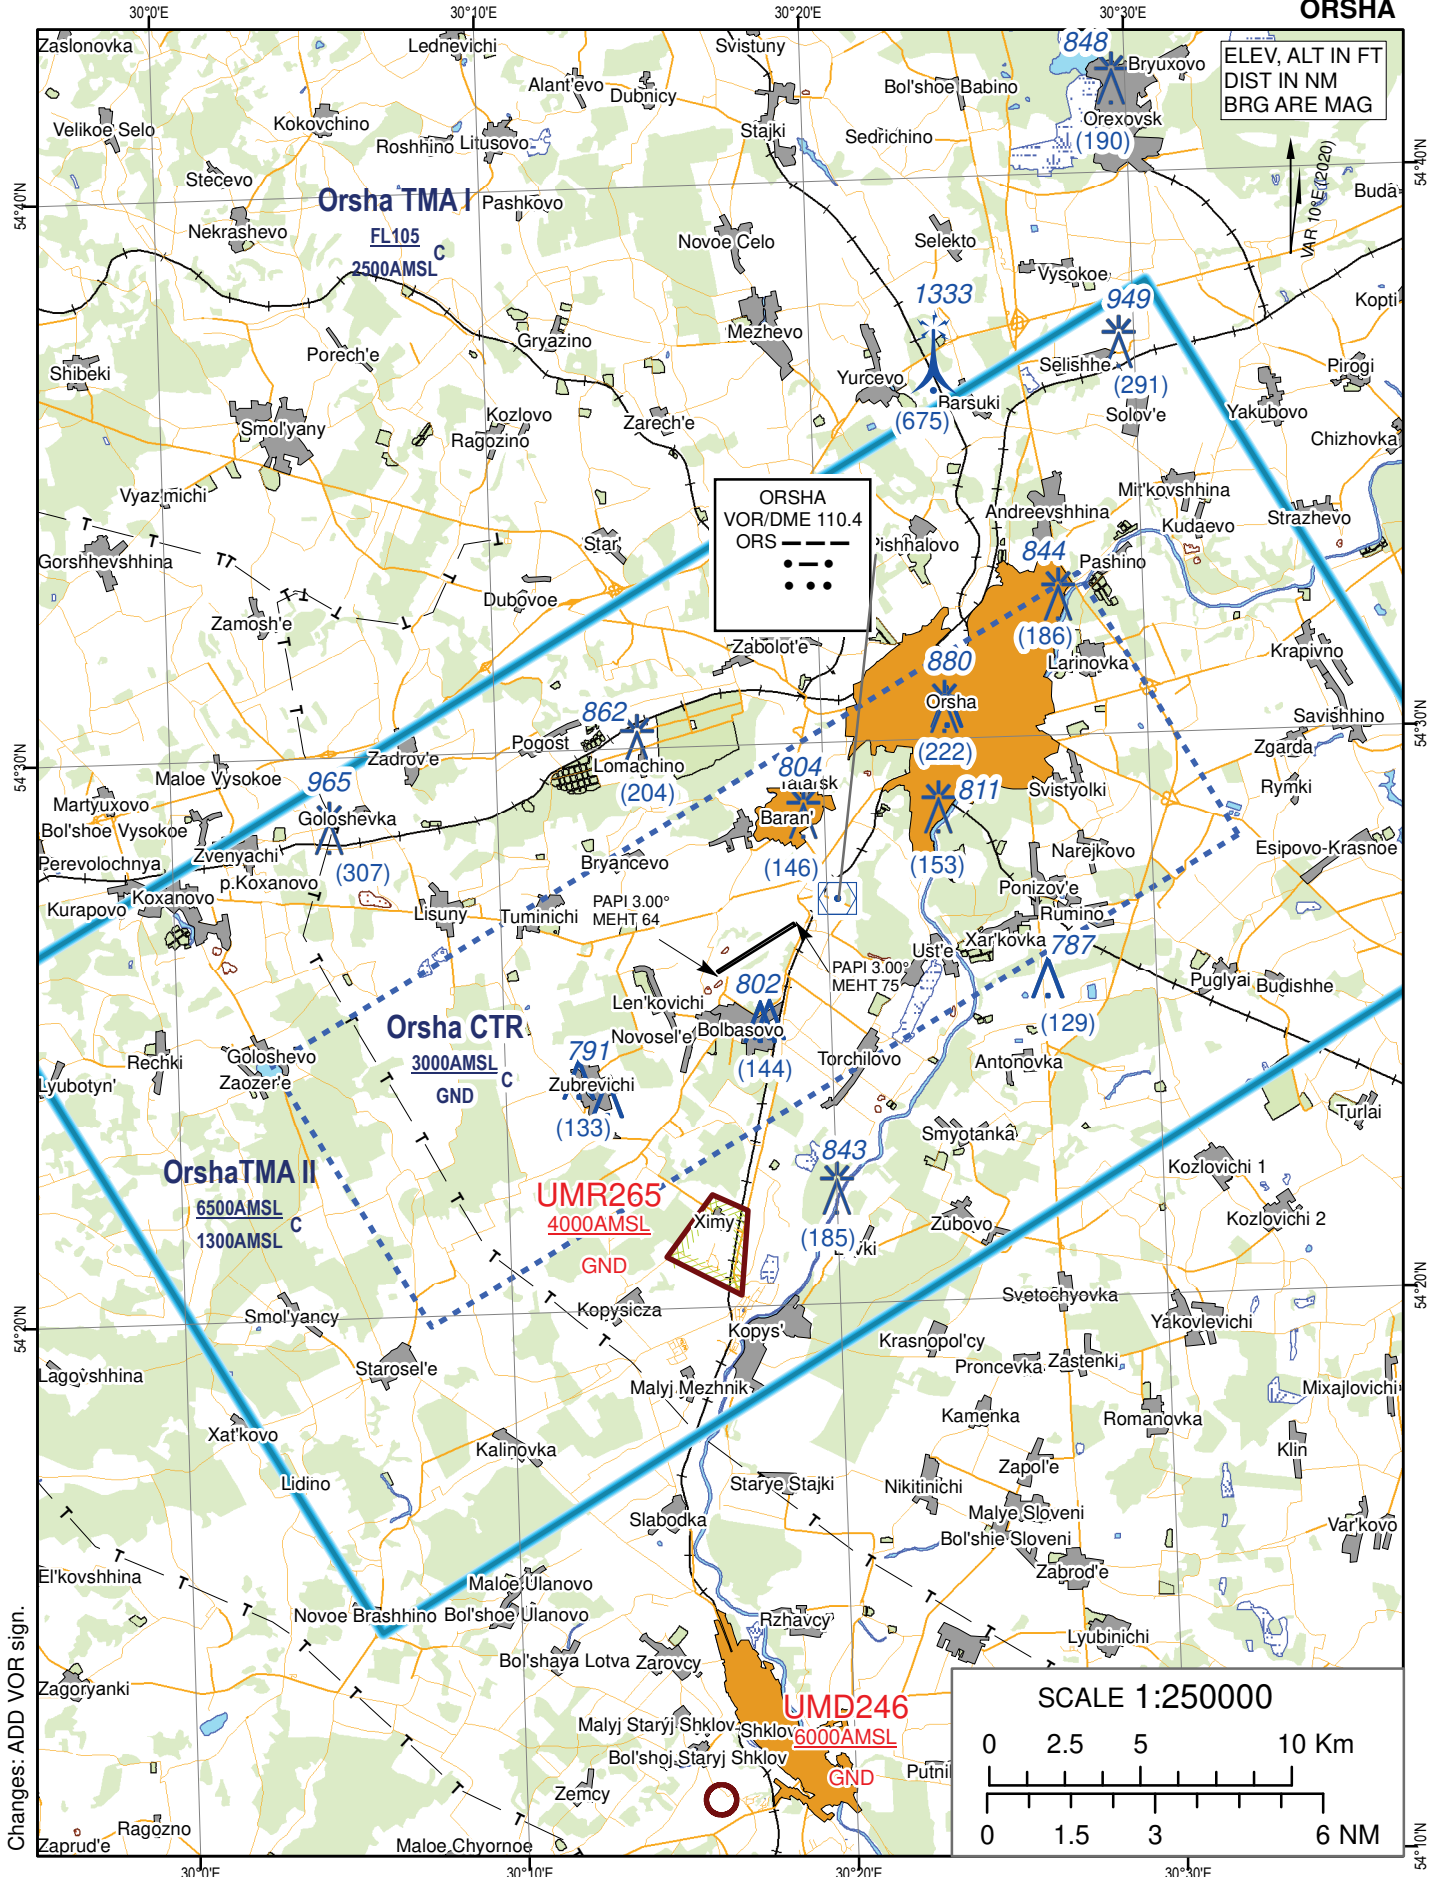 ORSHA
30°0'E
30°10'E
30°20'E
30°30'E
ELEV, ALT IN FT
DIST IN NM
BRG ARE MAG
VAR 10°E (2020)
Zaslonovka
Lednevichi
Svistuny
848
Bryuxovo
Alant'evo
Dubnicy
Bol'shoe Babino
Orexovsk
(190)
Velikoe Selo
Kokovchino
Roshhino
Litusovo
Stajki
Sedrichino
54°40'N
Stecevo
Orsha TMA I
FL105
2500AMSL
C
Pashkovo
Buda
54°40'N
Nekrashevo
Novoe Celo
Selekto
Vysokoe
1333
949
Kopti
Porech'e
Gryazino
Mezhevo
Shibeki
Yurcevo
Selishhe
Pirogi
Barsuki
(291)
(675)
Smol'yany
Kozlovo
Ragozino
Zarech'e
Solov'e
Yakubovo
Chizhovka
Vyaz'michi
ORSHA
VOR/DME 110.4
ORS
Mit'kovshhina
Andreevshhina
Kudaevo
Strazhevo
Gorshhevshhina
Star'
Pishhalovo
844
Pashino
Dubovoe
Zamosh'e
Zabolot'e
(186)
Larinovka
Krapivno
880
Orsha
862
Pogost
Savishhino
Zgarda
54°30'N
Zadrov'e
Lomachino
(204)
(222)
804
Tatarsk
811
Svistyolki
Rymki
54°30'N
Maloe Vysokoe
965
Martyuxovo
Goloshevka
Baran'
Bol'shoe Vysokoe
Zvenyachi
Perevolochnya
(307)
Bryancevo
(146)
(153)
Narejkovo
Esipovo-Krasnoe
p.Koxanovo
Koxanovo
Kurapovo
Lisuny
Tuminichi
PAPI 3.00°
MEHT 64
Ponizov'e
Rumino
Ust'e
Xar'kovka
787
PAPI 3.00°
MEHT 75
Puglyai
Budishhe
Len'kovichi
802
(129)
Orsha CTR
3000AMSL
GND
C
Novosel'e
Bolbasovo
(144)
Torchilovo
Antonovka
Rechki
Goloshevo
Zaozer'e
Lyubotyn'
791
Zubrevichi
(133)
Turlai
Smyotanka
OrshaTMA II
6500AMSL
1300AMSL
C
843
Kozlovichi 1
UMR265
4000AMSL
GND
Ximy
(185)
Zubovo
Kozlovichi 2
Smol'yancy
Kopysicza
Svetochyovka
Yakovlevichi
54°20'N
54°20'N
Kopys'
Krasnopol'cy
Proncevka
Zastenki
Lagovshhina
Starosel'e
Malyj Mezhnik
Mixajlovichi
Kamenka
Romanovka
Xat'kovo
Kalinovka
Klin
Lidino
Starye Stajki
Zapol'e
Nikitinichi
Slabodka
Malye Sloveni
Bol'shie Sloveni
Var'kovo
El'kovshhina
Zabrod'e
Maloe Ulanovo
Novoe Brashhino
Bol'shoe Ulanovo
Rzhavcy
Lyubinichi
Bol'shaya Lotva
Zarovcy
Zagoryanki
UMD246
6000AMSL
GND
Malyj Staryj Shklov
Shklov
Bol'shoj Staryj Shklov
Zemcy
Ragozno
Zaprud'e
Maloe Chyornoe
SCALE 1:250000
0 2.5 5 10 Km
0 1.5 3 6 NM
54°10'N
30°0'E
30°10'E
30°20'E
30°30'E
Changes: ADD VOR sign.